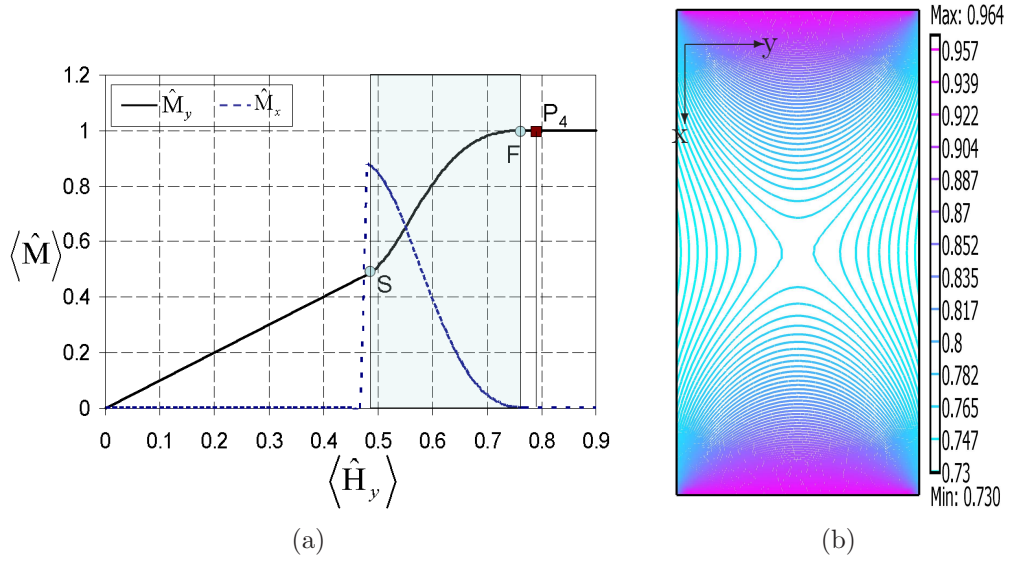 1.2
1
0.8
0.6
0.4
0.2
0
⟨M̂⟩
M̂y M̂x
P4
F
S
0 0.1 0.2 0.3 0.4 0.5 0.6 0.7 0.8 0.9
⟨Ĥy⟩
(a)
y
x
Max: 0.964
0.957
0.939
0.922
0.904
0.887
0.87
0.852
0.835
0.817
0.8
0.782
0.765
0.747
0.73
Min: 0.730
(b)